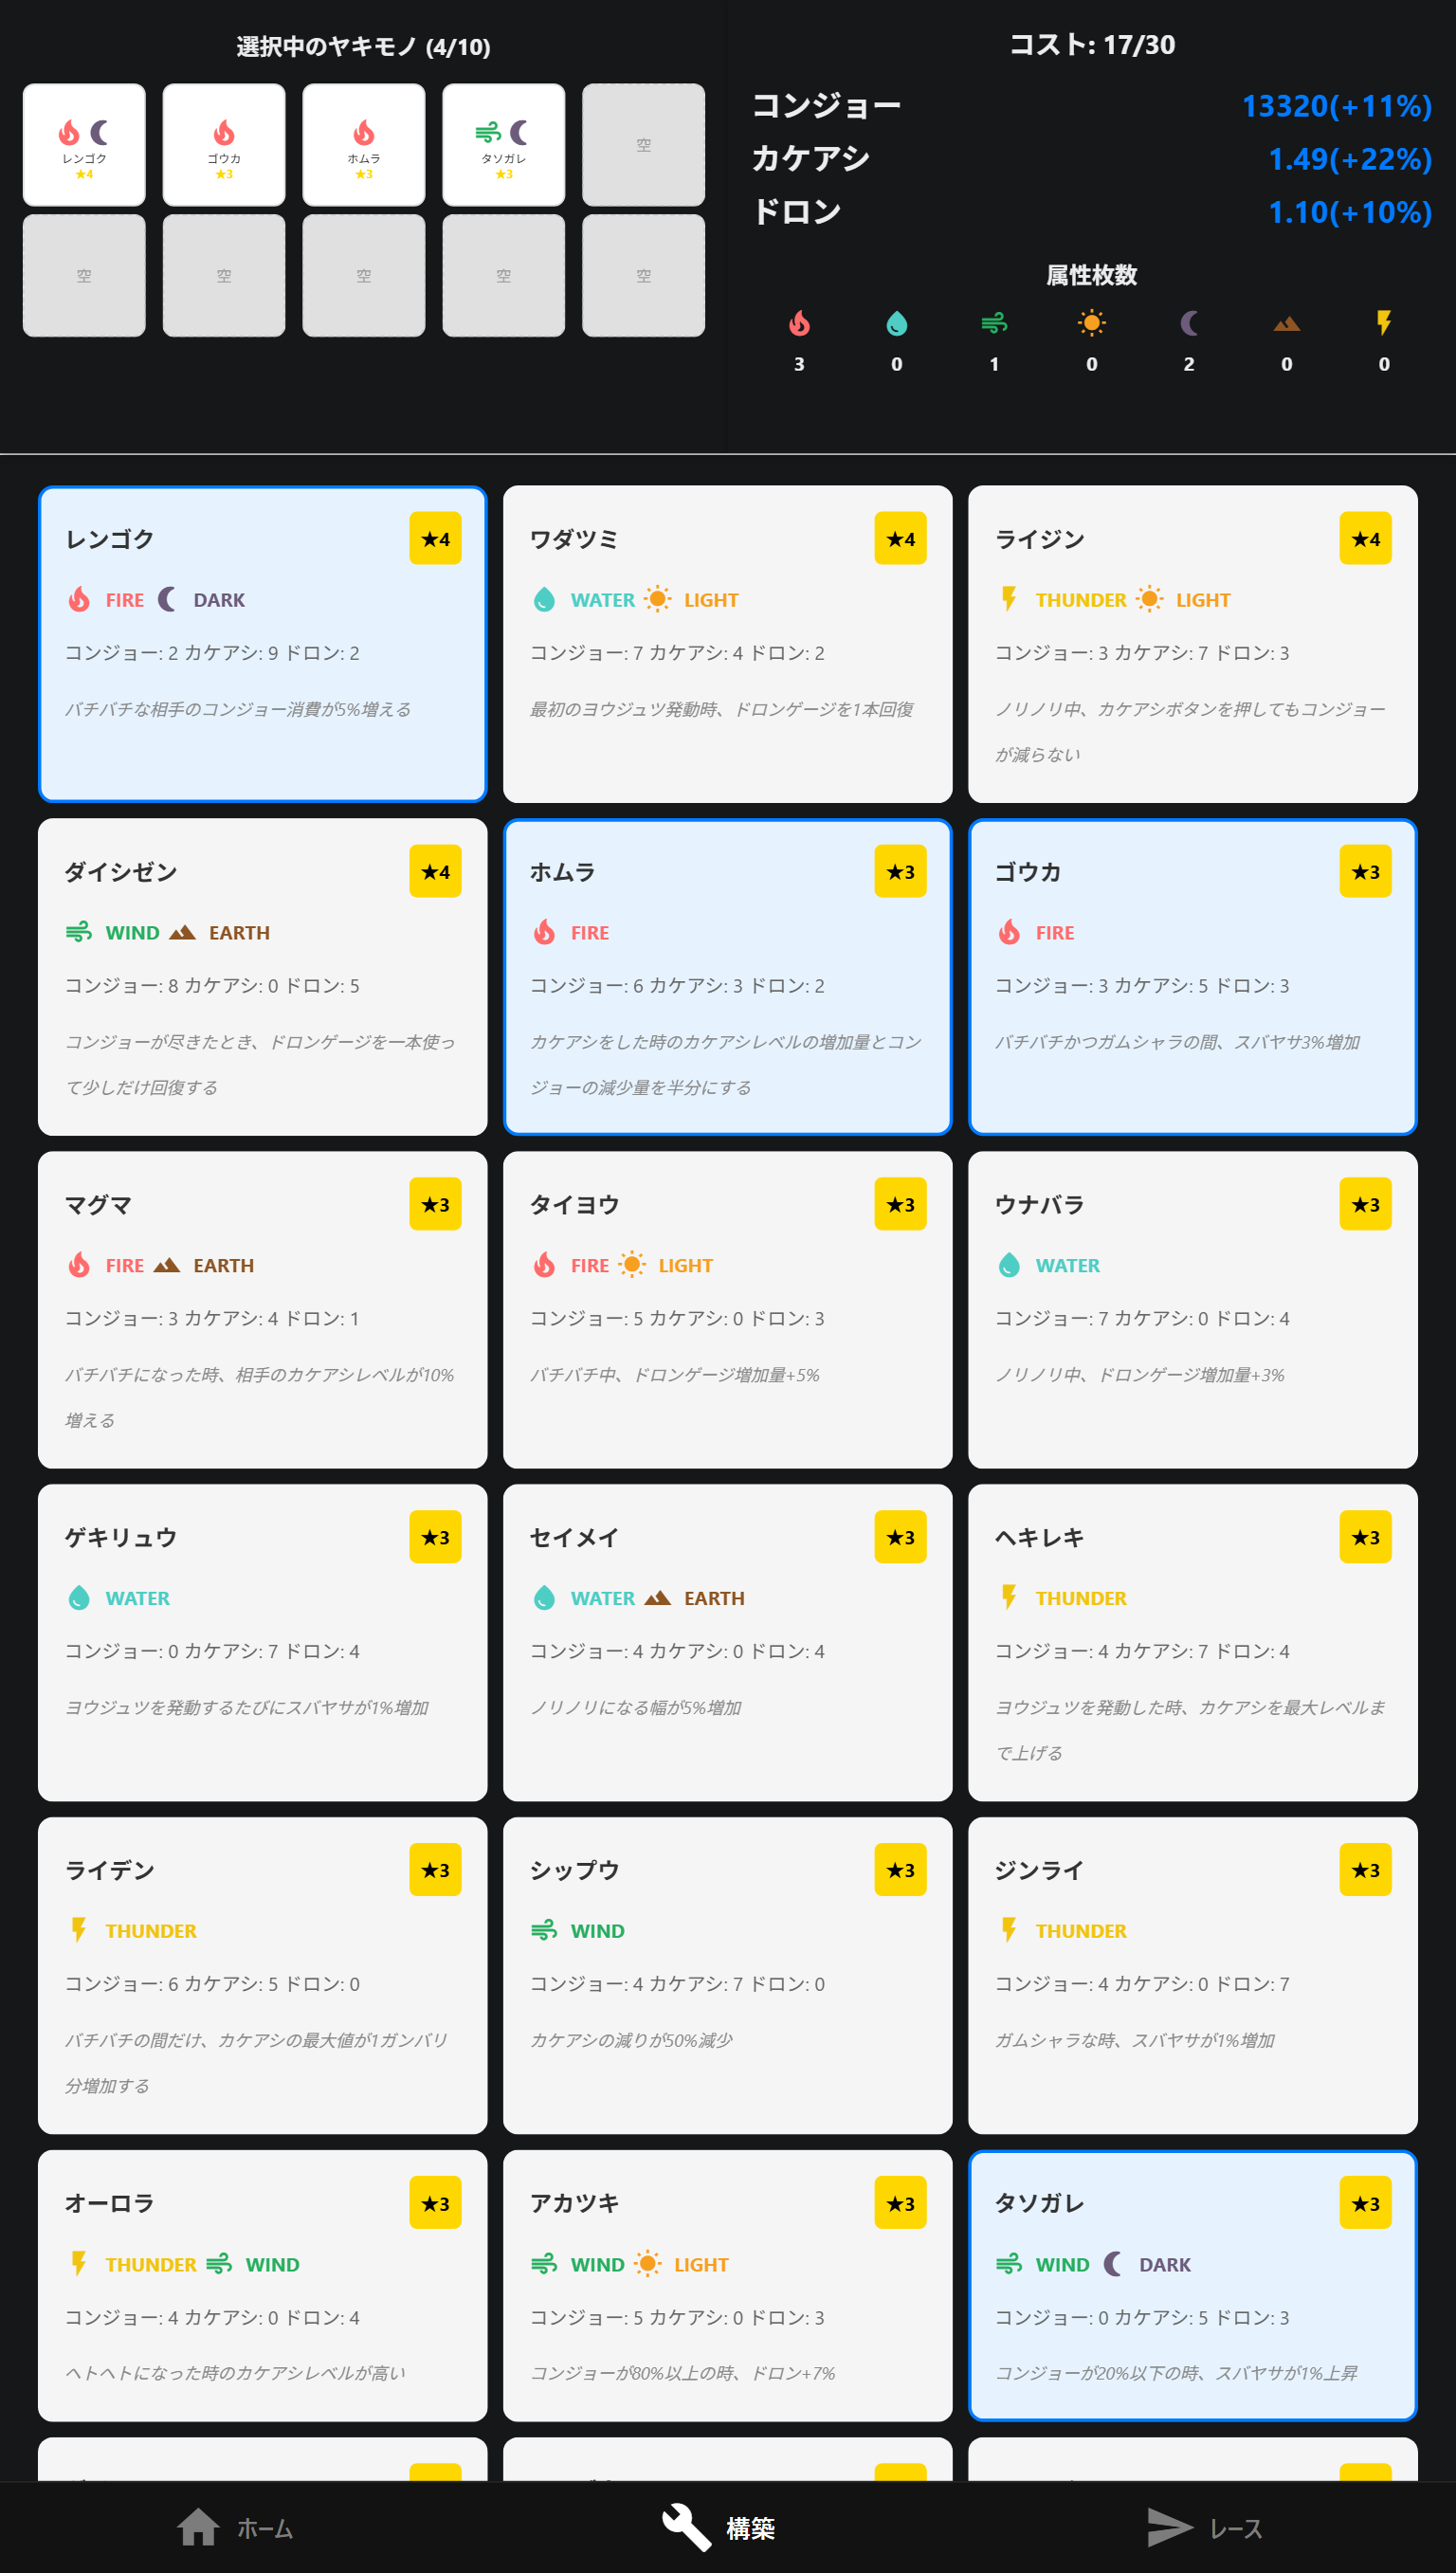 選択中のヤキモノ (4/10)
レンゴク
★4
ゴウカ
★3
ホムラ
★3
タソガレ
★3
空
空
空
空
空
空
コスト: 17/30
コンジョー 13320(+11%)
カケアシ 1.49(+22%)
ドロン 1.10(+10%)
属性枚数
3 0 1 0 2 0 0
レンゴク ★4
FIRE DARK
コンジョー: 2 カケアシ: 9 ドロン: 2
バチバチな相手のコンジョー消費が5%増える
ワダツミ ★4
WATER LIGHT
コンジョー: 7 カケアシ: 4 ドロン: 2
最初のヨウジュツ発動時、ドロンゲージを1本回復
ライジン ★4
THUNDER LIGHT
コンジョー: 3 カケアシ: 7 ドロン: 3
ノリノリ中、カケアシボタンを押してもコンジョー
が減らない
ダイシゼン ★4
WIND EARTH
コンジョー: 8 カケアシ: 0 ドロン: 5
コンジョーが尽きたとき、ドロンゲージを一本使っ
て少しだけ回復する
ホムラ ★3
FIRE
コンジョー: 6 カケアシ: 3 ドロン: 2
カケアシをした時のカケアシレベルの増加量とコン
ジョーの減少量を半分にする
ゴウカ ★3
FIRE
コンジョー: 3 カケアシ: 5 ドロン: 3
バチバチかつガムシャラの間、スバヤサ3%増加
マグマ ★3
FIRE EARTH
コンジョー: 3 カケアシ: 4 ドロン: 1
バチバチになった時、相手のカケアシレベルが10%
増える
タイヨウ ★3
FIRE LIGHT
コンジョー: 5 カケアシ: 0 ドロン: 3
バチバチ中、ドロンゲージ増加量+5%
ウナバラ ★3
WATER
コンジョー: 7 カケアシ: 0 ドロン: 4
ノリノリ中、ドロンゲージ増加量+3%
ゲキリュウ ★3
WATER
コンジョー: 0 カケアシ: 7 ドロン: 4
ヨウジュツを発動するたびにスバヤサが1%増加
セイメイ ★3
WATER EARTH
コンジョー: 4 カケアシ: 0 ドロン: 4
ノリノリになる幅が5%増加
ヘキレキ ★3
THUNDER
コンジョー: 4 カケアシ: 7 ドロン: 4
ヨウジュツを発動した時、カケアシを最大レベルま
で上げる
ライデン ★3
THUNDER
コンジョー: 6 カケアシ: 5 ドロン: 0
バチバチの間だけ、カケアシの最大値が1ガンバリ
分増加する
シップウ ★3
WIND
コンジョー: 4 カケアシ: 7 ドロン: 0
カケアシの減りが50%減少
ジンライ ★3
THUNDER
コンジョー: 4 カケアシ: 0 ドロン: 7
ガムシャラな時、スバヤサが1%増加
オーロラ ★3
THUNDER WIND
コンジョー: 4 カケアシ: 0 ドロン: 4
ヘトヘトになった時のカケアシレベルが高い
アカツキ ★3
WIND LIGHT
コンジョー: 5 カケアシ: 0 ドロン: 3
コンジョーが80%以上の時、ドロン+7%
タソガレ ★3
WIND DARK
コンジョー: 0 カケアシ: 5 ドロン: 3
コンジョーが20%以下の時、スバヤサが1%上昇
ホーム 構築 レース